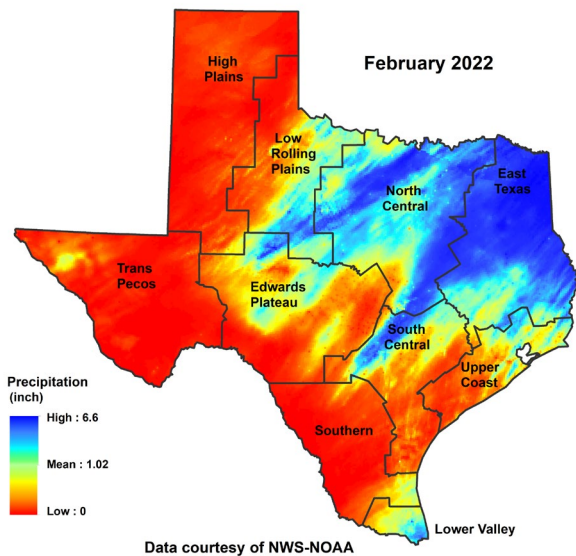 February 2022
High
Plains
Low
Rolling
Plains
North
Central
East
Texas
Trans
Pecos
Edwards
Plateau
South
Central
Upper
Coast
Southern
Lower Valley
Precipitation
(inch)
High : 6.6
Mean : 1.02
Low : 0
Data courtesy of NWS-NOAA